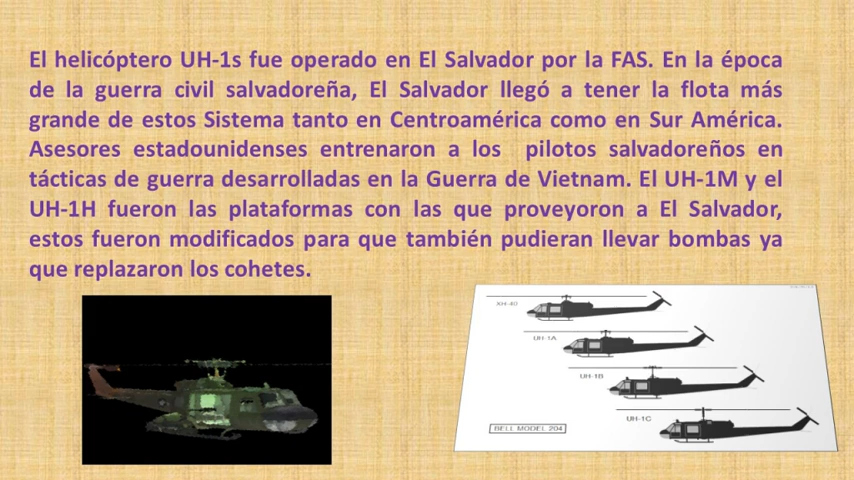 El helicóptero UH-1s fue operado en El Salvador por la FAS. En la época
de la guerra civil salvadoreña, El Salvador llegó a tener la flota más
grande de estos Sistema tanto en Centroamérica como en Sur América.
Asesores estadounidenses entrenaron a los pilotos salvadoreños en
tácticas de guerra desarrolladas en la Guerra de Vietnam. El UH-1M y el
UH-1H fueron las plataformas con las que proveyoron a El Salvador,
estos fueron modificados para que también pudieran llevar bombas ya
que replazaron los cohetes.
XH-40
UH-1A
UH-1B
UH-1C
BELL MODEL 204